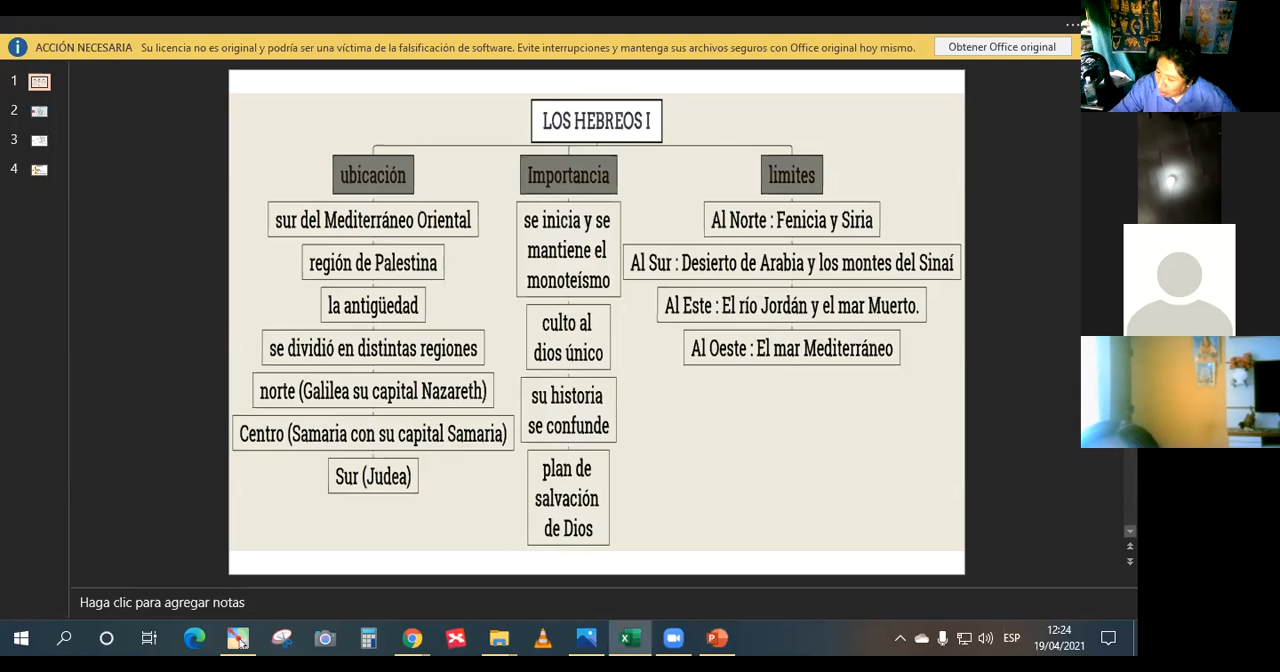 ACCIÓN NECESARIA Su licencia no es original y podría ser una víctima de la falsificación de software. Evite interrupciones y mantenga sus archivos seguros con Office original hoy mismo. Obtener Office original
1
2
3
4
LOS HEBREOS I
ubicación
sur del Mediterráneo Oriental
región de Palestina
la antigüedad
se dividió en distintas regiones
norte (Galilea su capital Nazareth)
Centro (Samaria con su capital Samaria)
Sur (Judea)
Importancia
se inicia y se
mantiene el
monoteísmo
culto al
dios único
su historia
se confunde
plan de
salvación
de Dios
limites
Al Norte : Fenicia y Siria
Al Sur : Desierto de Arabia y los montes del Sinaí
Al Este : El río Jordán y el mar Muerto.
Al Oeste : El mar Mediterráneo
Haga clic para agregar notas
ESP
12:24
19/04/2021